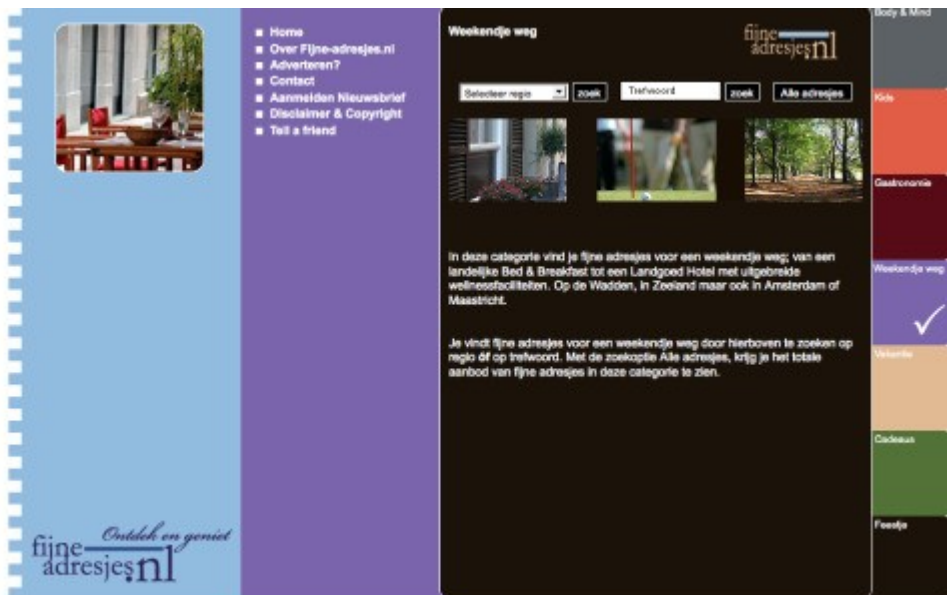 Home
Over Fijne-adresjes.nl
Adverteren?
Contact
Aanmelden Nieuwsbrief
Disclaimer & Copyright
Tell a friend
Ontdek en geniet
fijne
adresjes.nl
Weekendje weg
fijne
adresjes.nl
Selecteer regio zoek Trefwoord zoek Alle adresjes
In deze categorie vind je fijne adresjes voor een weekendje weg; van een
landelijke Bed & Breakfast tot een Landgoed Hotel met uitgebreide
wellnessfaciliteiten. Op de Wadden, in Zeeland maar ook in Amsterdam of
Maastricht.
Je vindt fijne adresjes voor een weekendje weg door hierboven te zoeken op
regio óf op trefwoord. Met de zoekoptie Alle adresjes, krijg je het totale
aanbod van fijne adresjes in deze categorie te zien.
Body & Mind
Kids
Gastronomie
Weekendje weg
Vakantie
Cadeaus
Feestje